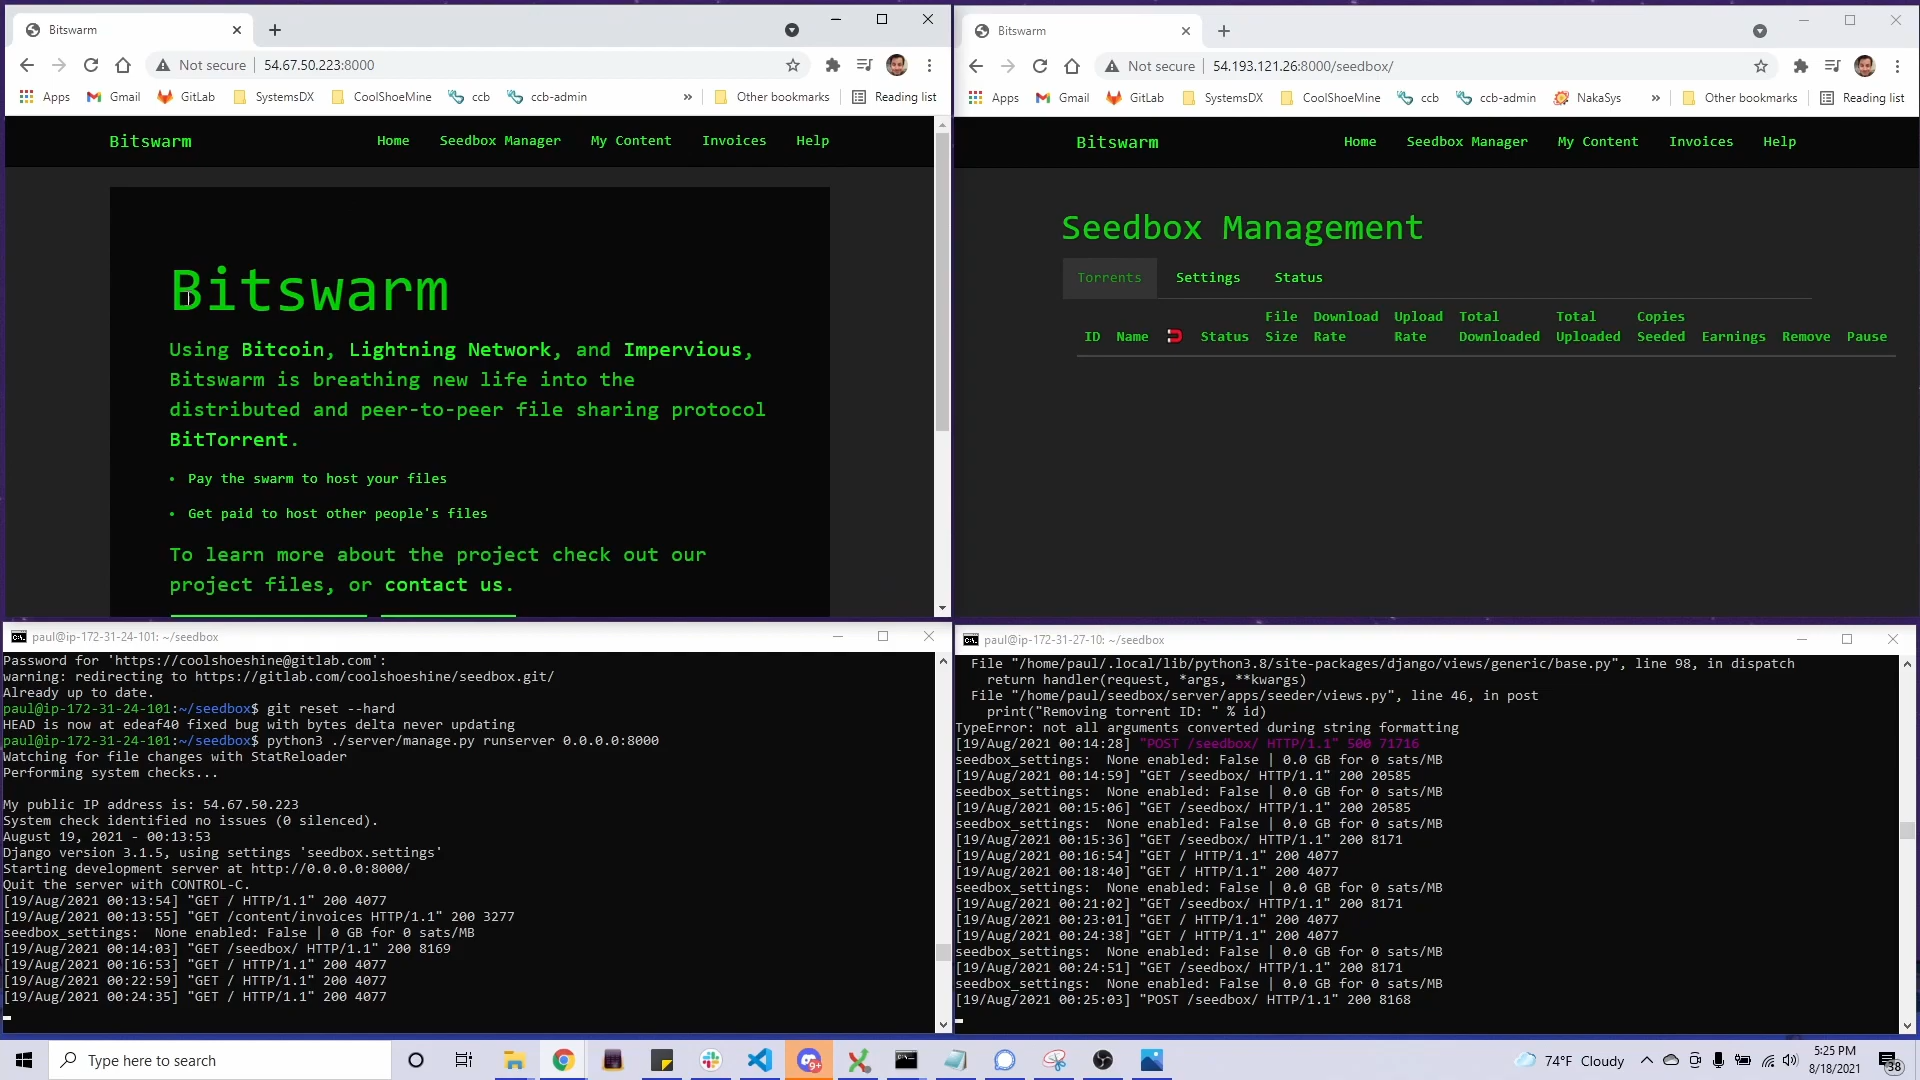 Bitswarm
Not secure | 54.67.50.223:8000
Apps Gmail GitLab SystemsDX CoolShoeMine ccb ccb-admin » Other bookmarks Reading list
Bitswarm Home Seedbox Manager My Content Invoices Help
Bitswarm
Using Bitcoin, Lightning Network, and Impervious,
Bitswarm is breathing new life into the
distributed and peer-to-peer file sharing protocol
BitTorrent.
• Pay the swarm to host your files
• Get paid to host other people's files
To learn more about the project check out our
project files, or contact us.
Bitswarm
Not secure | 54.193.121.26:8000/seedbox/
Apps Gmail GitLab SystemsDX CoolShoeMine ccb ccb-admin NakaSys » Other bookmarks Reading list
Bitswarm Home Seedbox Manager My Content Invoices Help
Seedbox Management
Torrents Settings Status
File Download Upload Total Total Copies
ID Name Status Size Rate Rate Downloaded Uploaded Seeded Earnings Remove Pause
paul@ip-172-31-24-101: ~/seedbox
Password for 'https://coolshoeshine@gitlab.com':
warning: redirecting to https://gitlab.com/coolshoeshine/seedbox.git/
Already up to date.
paul@ip-172-31-24-101:~/seedbox$ git reset --hard
HEAD is now at edeaf40 fixed bug with bytes delta never updating
paul@ip-172-31-24-101:~/seedbox$ python3 ./server/manage.py runserver 0.0.0.0:8000
Watching for file changes with StatReloader
Performing system checks...
My public IP address is: 54.67.50.223
System check identified no issues (0 silenced).
August 19, 2021 - 00:13:53
Django version 3.1.5, using settings 'seedbox.settings'
Starting development server at http://0.0.0.0:8000/
Quit the server with CONTROL-C.
[19/Aug/2021 00:13:54] "GET / HTTP/1.1" 200 4077
[19/Aug/2021 00:13:55] "GET /content/invoices HTTP/1.1" 200 3277
seedbox_settings:  None enabled: False | 0 GB for 0 sats/MB
[19/Aug/2021 00:14:03] "GET /seedbox/ HTTP/1.1" 200 8169
[19/Aug/2021 00:16:53] "GET / HTTP/1.1" 200 4077
[19/Aug/2021 00:22:59] "GET / HTTP/1.1" 200 4077
[19/Aug/2021 00:24:35] "GET / HTTP/1.1" 200 4077
paul@ip-172-31-27-10: ~/seedbox
File "/home/paul/.local/lib/python3.8/site-packages/django/views/generic/base.py", line 98, in dispatch
return handler(request, *args, **kwargs)
File "/home/paul/seedbox/server/apps/seeder/views.py", line 46, in post
print("Removing torrent ID: " % id)
TypeError: not all arguments converted during string formatting
[19/Aug/2021 00:14:28] "POST /seedbox/ HTTP/1.1" 500 71716
seedbox_settings:  None enabled: False | 0.0 GB for 0 sats/MB
[19/Aug/2021 00:14:59] "GET /seedbox/ HTTP/1.1" 200 20585
seedbox_settings:  None enabled: False | 0.0 GB for 0 sats/MB
[19/Aug/2021 00:15:06] "GET /seedbox/ HTTP/1.1" 200 20585
seedbox_settings:  None enabled: False | 0.0 GB for 0 sats/MB
[19/Aug/2021 00:15:36] "GET /seedbox/ HTTP/1.1" 200 8171
[19/Aug/2021 00:16:54] "GET / HTTP/1.1" 200 4077
[19/Aug/2021 00:18:40] "GET / HTTP/1.1" 200 4077
seedbox_settings:  None enabled: False | 0.0 GB for 0 sats/MB
[19/Aug/2021 00:21:02] "GET /seedbox/ HTTP/1.1" 200 8171
[19/Aug/2021 00:23:01] "GET / HTTP/1.1" 200 4077
[19/Aug/2021 00:24:38] "GET / HTTP/1.1" 200 4077
seedbox_settings:  None enabled: False | 0.0 GB for 0 sats/MB
[19/Aug/2021 00:24:51] "GET /seedbox/ HTTP/1.1" 200 8171
seedbox_settings:  None enabled: False | 0.0 GB for 0 sats/MB
[19/Aug/2021 00:25:03] "POST /seedbox/ HTTP/1.1" 200 8168
Type here to search 9+ 74°F Cloudy 5:25 PM
8/18/2021 38